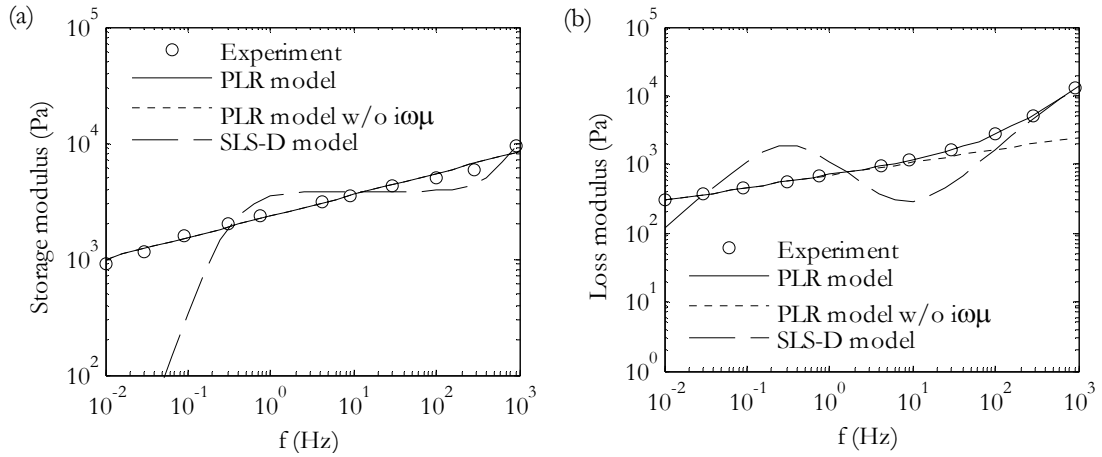 (a)
10^5
10^4
10^3
10^2
Storage modulus (Pa)
Experiment
PLR model
PLR model w/o iωμ
SLS-D model
10^-2
10^-1
10^0
10^1
10^2
10^3
f (Hz)
(b)
10^5
10^4
10^3
10^2
10^1
10^0
Loss modulus (Pa)
Experiment
PLR model
PLR model w/o iωμ
SLS-D model
10^-2
10^-1
10^0
10^1
10^2
10^3
f (Hz)